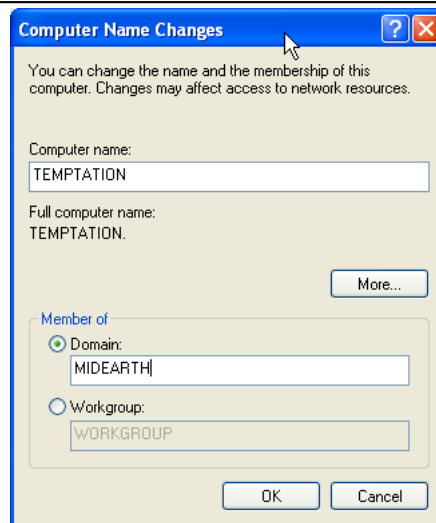 Computer Name Changes
You can change the name and the membership of this
computer. Changes may affect access to network resources.
Computer name:
TEMPTATION
Full computer name:
TEMPTATION.
More...
Member of
Domain:
MIDEARTH
Workgroup:
WORKGROUP
OK Cancel